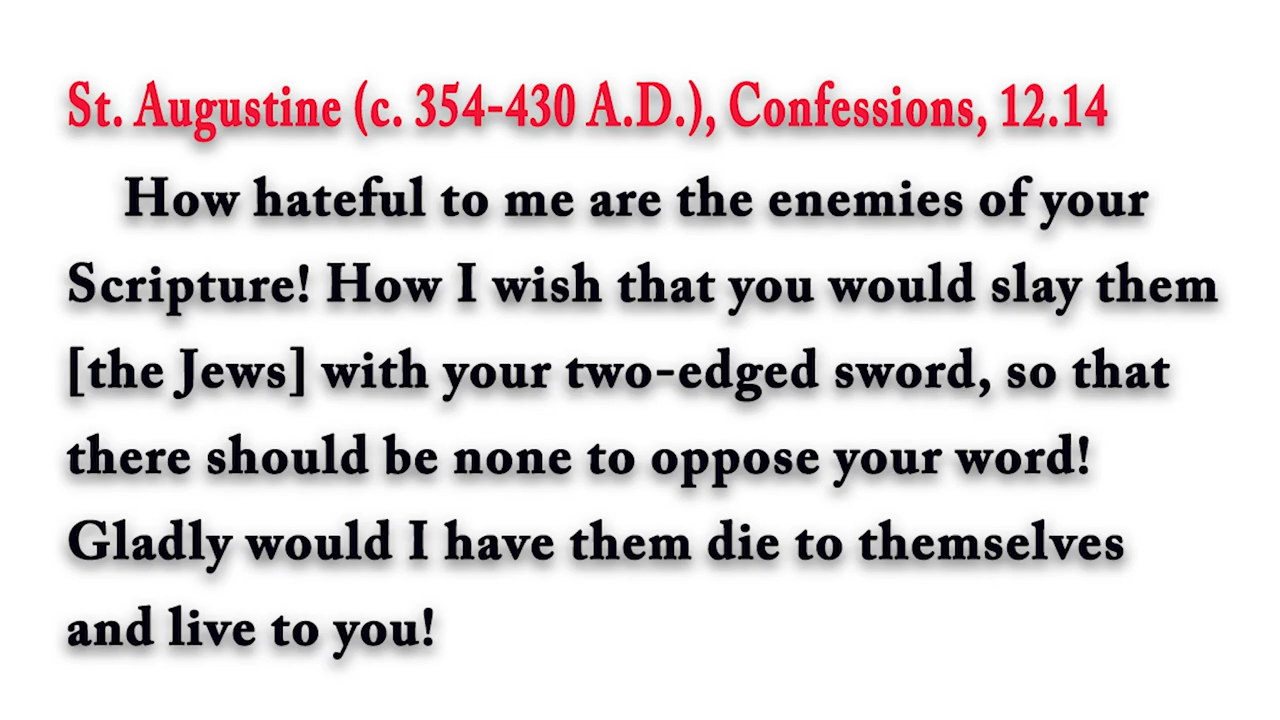 St. Augustine (c. 354-430 A.D.), Confessions, 12.14
How hateful to me are the enemies of your
Scripture! How I wish that you would slay them
[the Jews] with your two-edged sword, so that
there should be none to oppose your word!
Gladly would I have them die to themselves
and live to you!